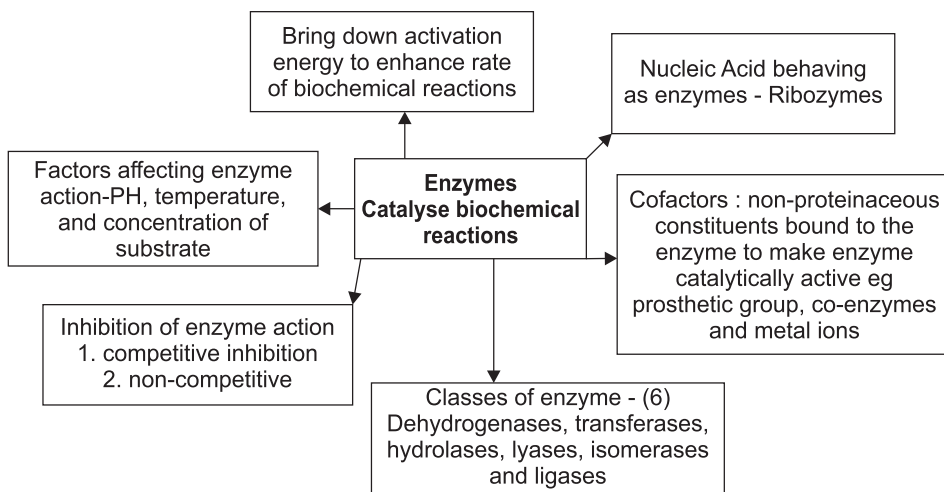 Bring down activation
energy to enhance rate
of biochemical reactions
Nucleic Acid behaving
as enzymes - Ribozymes
Factors affecting enzyme
action-PH, temperature,
and concentration of
substrate
Enzymes
Catalyse biochemical
reactions
Cofactors : non-proteinaceous
constituents bound to the
enzyme to make enzyme
catalytically active eg
prosthetic group, co-enzymes
and metal ions
Inhibition of enzyme action
1. competitive inhibition
2. non-competitive
Classes of enzyme - (6)
Dehydrogenases, transferases,
hydrolases, lyases, isomerases
and ligases